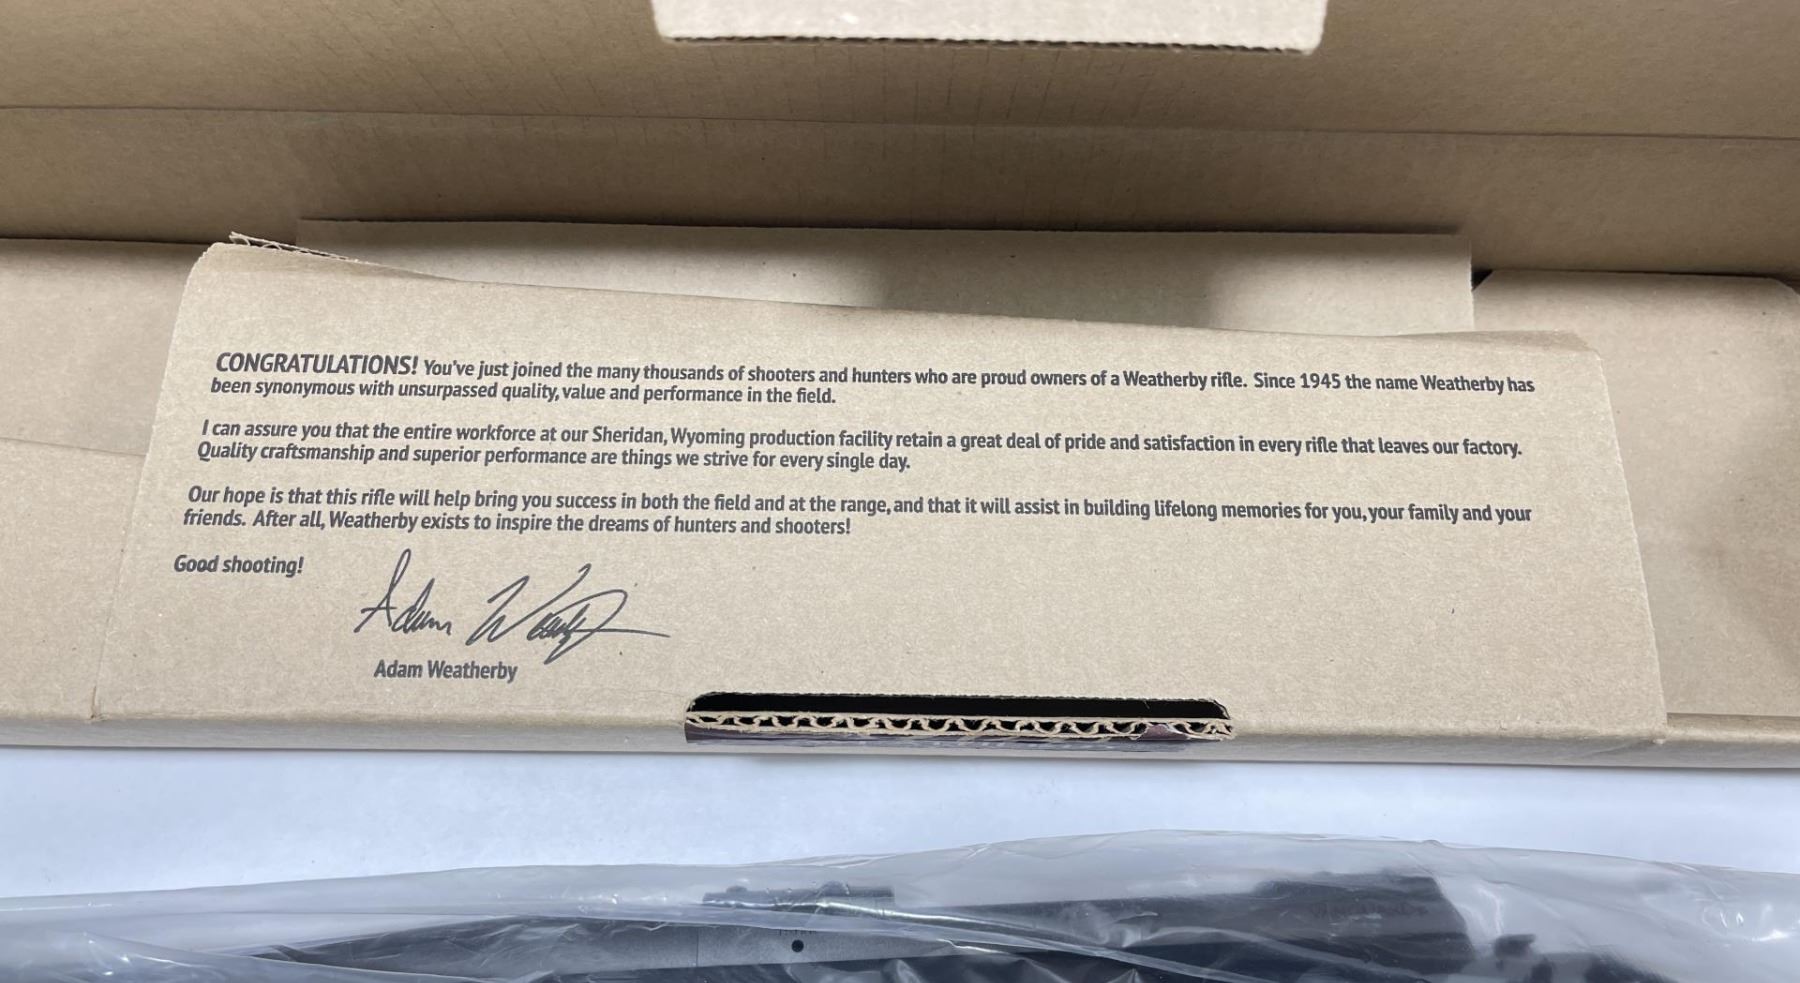 CONGRATULATIONS! You've just joined the many thousands of shooters and hunters who are proud owners of a Weatherby rifle. Since 1945 the name Weatherby has
been synonymous with unsurpassed quality, value and performance in the field.
I can assure you that the entire workforce at our Sheridan, Wyoming production facility retain a great deal of pride and satisfaction in every rifle that leaves our factory.
Quality craftsmanship and superior performance are things we strive for every single day.
Our hope is that this rifle will help bring you success in both the field and at the range, and that it will assist in building lifelong memories for you, your family and your
friends. After all, Weatherby exists to inspire the dreams of hunters and shooters!
Good shooting!
Adam Weatherby
Adam Weatherby